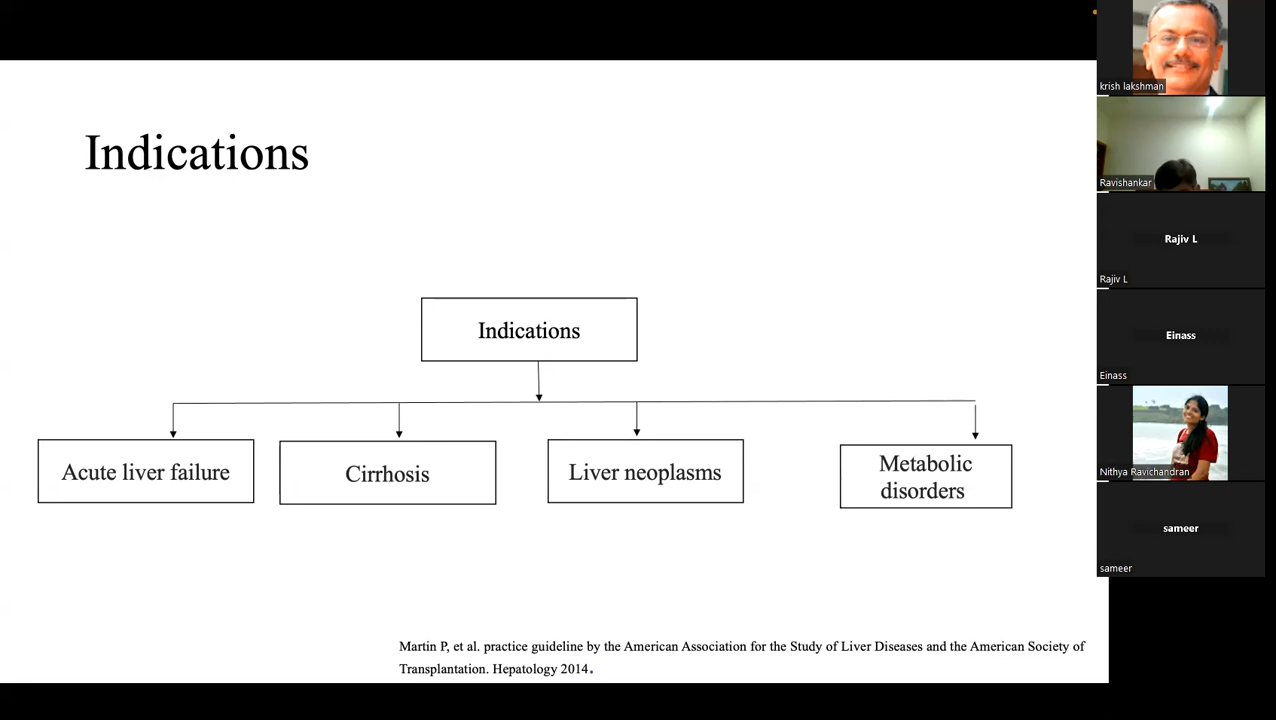 Indications
Indications
Acute liver failure
Cirrhosis
Liver neoplasms
Metabolic
disorders
Martin P, et al. practice guideline by the American Association for the Study of Liver Diseases and the American Society of
Transplantation. Hepatology 2014。
krish lakshman
Ravishankar
Rajiv L
Rajiv L
Einass
Einass
Nithya Ravichandran
sameer
sameer